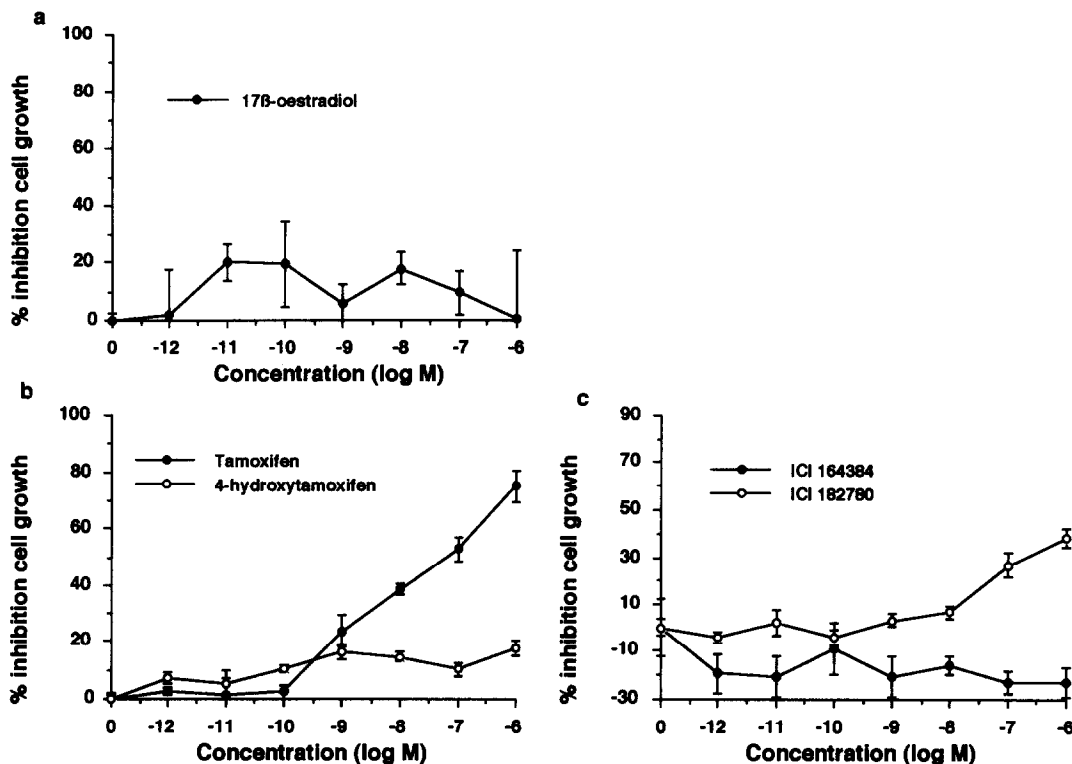 a
100
80
60
40
20
0
% inhibition cell growth
17ß-oestradiol
0 -12 -11 -10 -9 -8 -7 -6
Concentration (log M)
b
100
80
60
40
20
0
% inhibition cell growth
Tamoxifen
4-hydroxytamoxifen
0 -12 -11 -10 -9 -8 -7 -6
Concentration (log M)
c
90
70
50
30
10
-10
-30
% inhibition cell growth
ICI 164384
ICI 182780
0 -12 -11 -10 -9 -8 -7 -6
Concentration (log M)